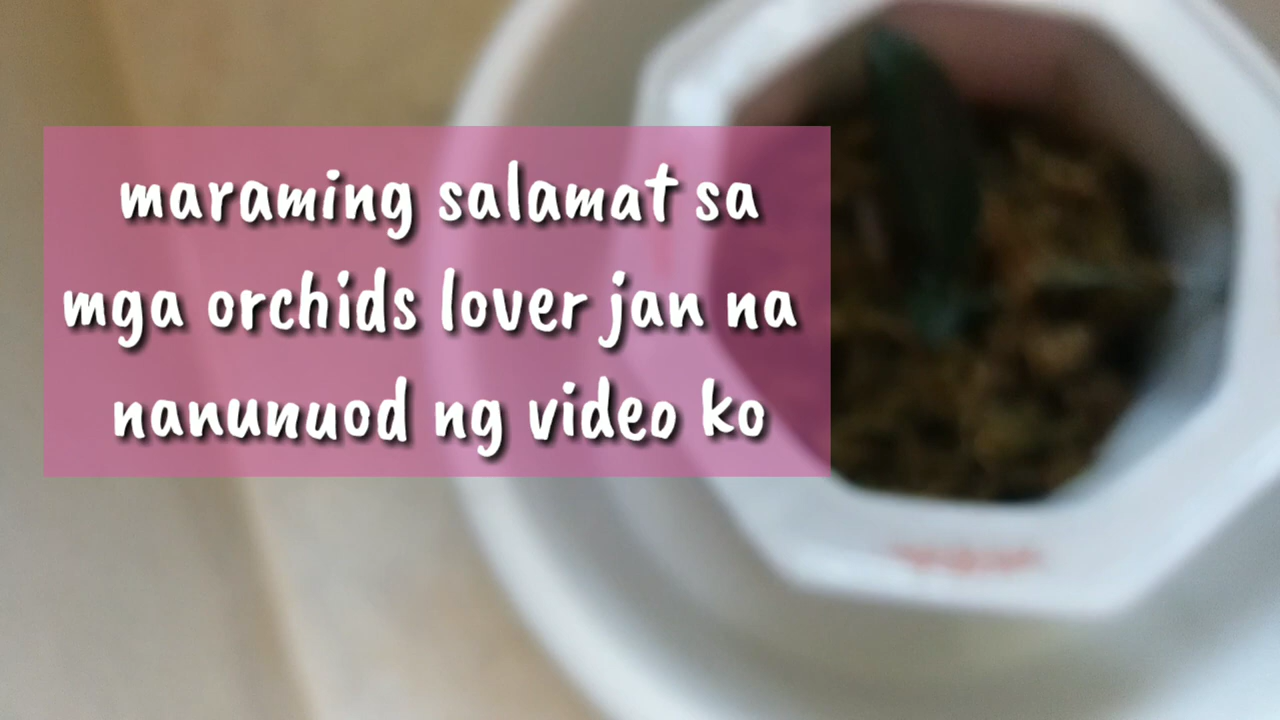 maraming salamat sa
mga orchids lover jan na
nanunuod ng video ko